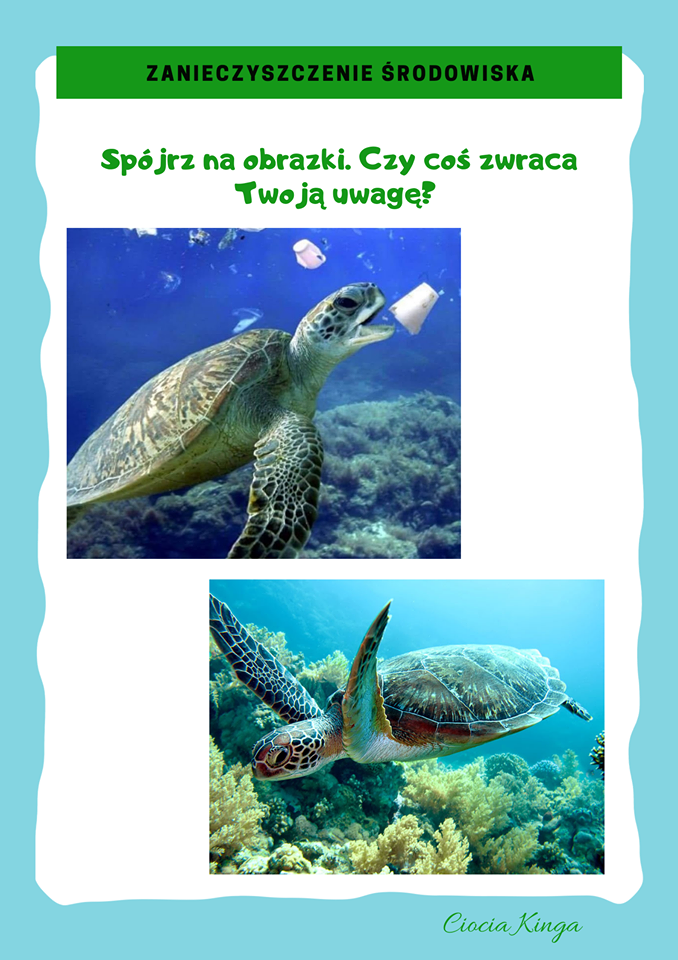 ZANIECZYSZCZENIE ŚRODOWISKA
Spójrz na obrazki. Czy coś zwraca
Twoją uwagę?
Ciocia Kinga